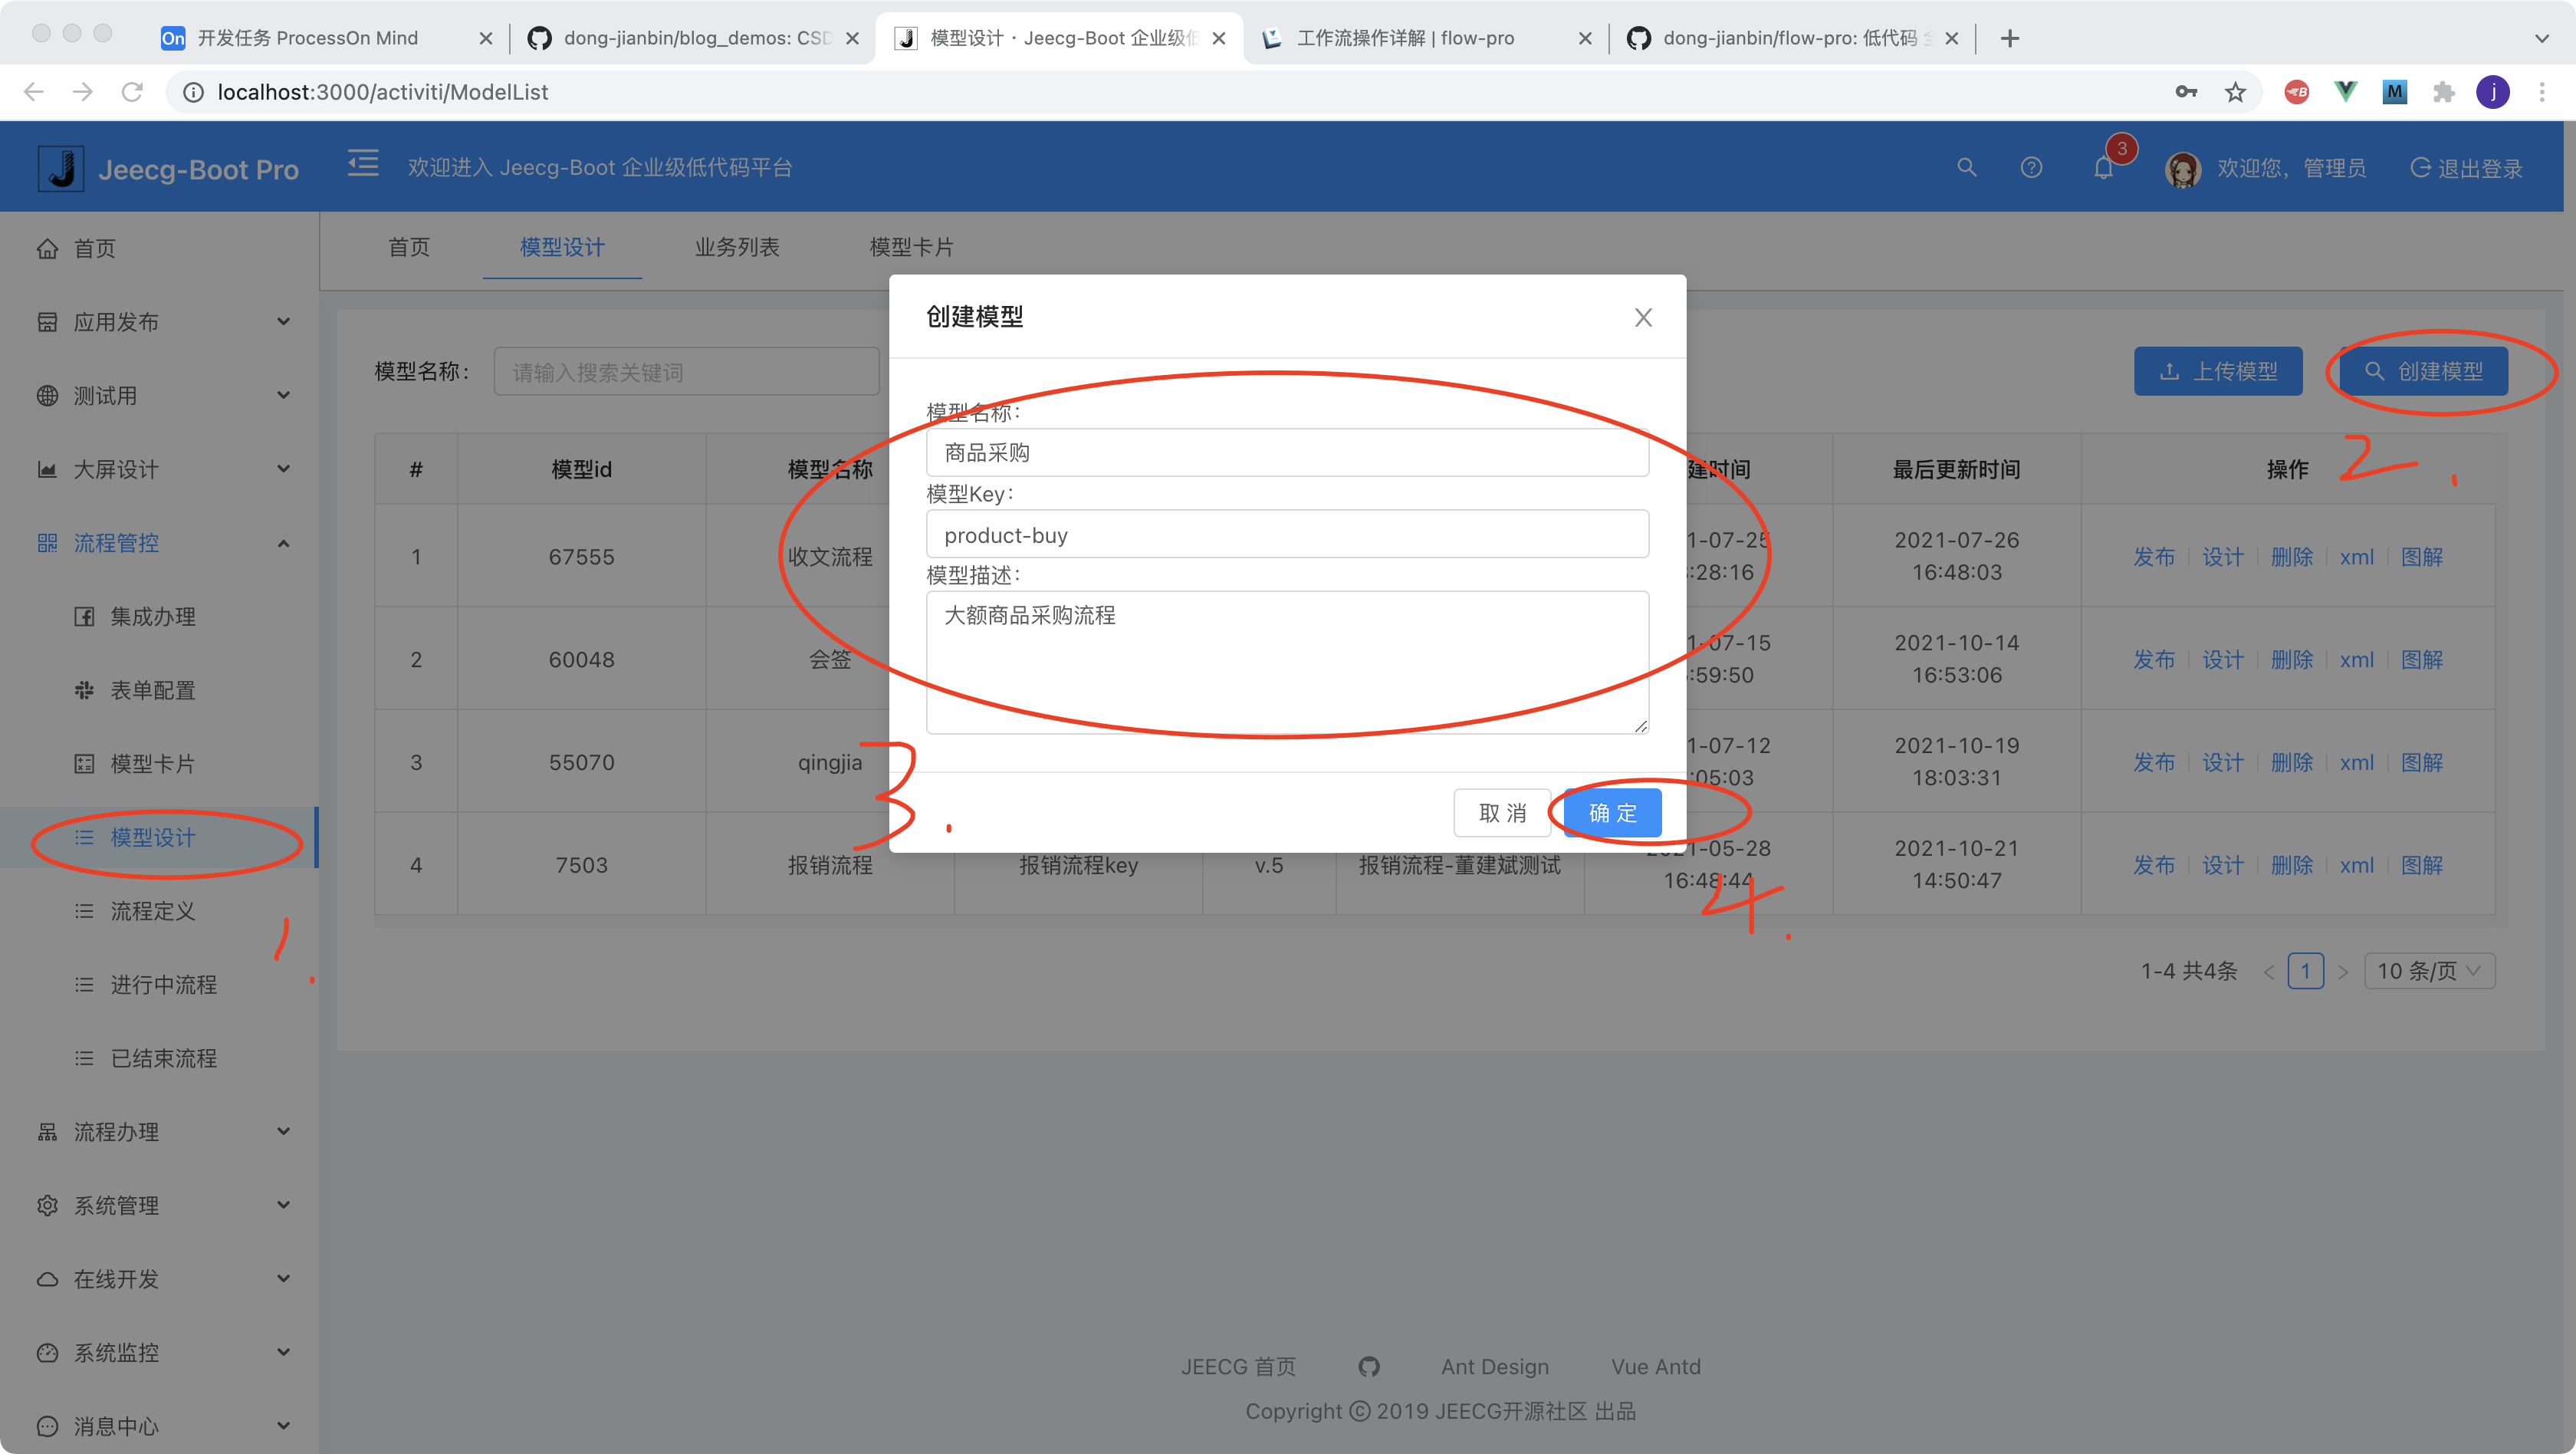 On 开发任务 ProcessOn Mind
dong-jianbin/blog_demos: CSD
模型设计 · Jeecg-Boot 企业级低
工作流操作详解 | flow-pro
dong-jianbin/flow-pro: 低代码
localhost:3000/activiti/ModelList
M
j
Jeecg-Boot Pro
欢迎进入 Jeecg-Boot 企业级低代码平台
3
欢迎您，管理员
退出登录
首页
应用发布
测试用
大屏设计
流程管控
集成办理
表单配置
模型卡片
模型设计
流程定义
进行中流程
已结束流程
流程办理
系统管理
在线开发
系统监控
消息中心
首页 模型设计 业务列表 模型卡片
模型名称： 请输入搜索关键词
上传模型 创建模型
# 模型id 模型名称 建时间 最后更新时间 操作
1 67555 收文流程 1-07-25 :28:16 2021-07-26 16:48:03 发布 设计 删除 xml 图解
2 60048 会签 1-07-15 :59:50 2021-10-14 16:53:06 发布 设计 删除 xml 图解
3 55070 qingjia 1-07-12 :05:03 2021-10-19 18:03:31 发布 设计 删除 xml 图解
4 7503 报销流程 报销流程key v.5 报销流程-董建斌测试 2021-05-28 16:48:44 2021-10-21 14:50:47 发布 设计 删除 xml 图解
1-4 共4条 1 10 条/页
创建模型
模型名称：
商品采购
模型Key：
product-buy
模型描述：
大额商品采购流程
取 消 确 定
1.
2.
3.
4.
JEECG 首页 Ant Design Vue Antd
Copyright © 2019 JEECG开源社区 出品